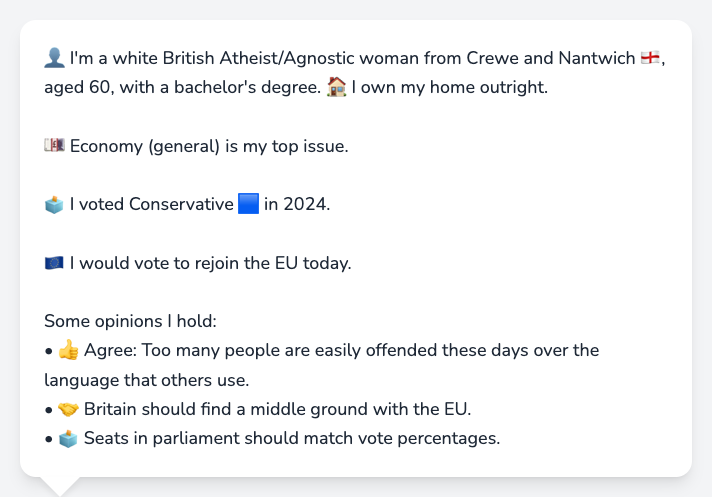 👤 I'm a white British Atheist/Agnostic woman from Crewe and Nantwich 🏴󠁧󠁢󠁥󠁮󠁧󠁿,
aged 60, with a bachelor's degree. 🏠 I own my home outright.
💷 Economy (general) is my top issue.
🗳️ I voted Conservative 🟦 in 2024.
🇪🇺 I would vote to rejoin the EU today.
Some opinions I hold:
• 👍 Agree: Too many people are easily offended these days over the
language that others use.
• 🤝 Britain should find a middle ground with the EU.
• 🗳️ Seats in parliament should match vote percentages.